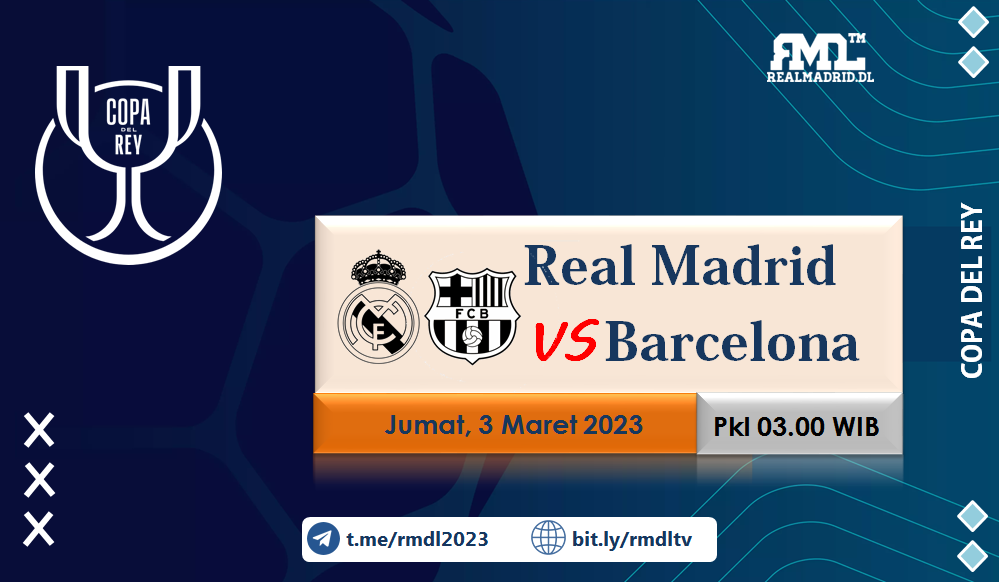 COPA
DEL
REY
RMDL™
REALMADRID.DL
Real Madrid
VS Barcelona
FCB
Jumat, 3 Maret 2023
Pkl 03.00 WIB
COPA DEL REY
t.me/rmdl2023
bit.ly/rmdltv